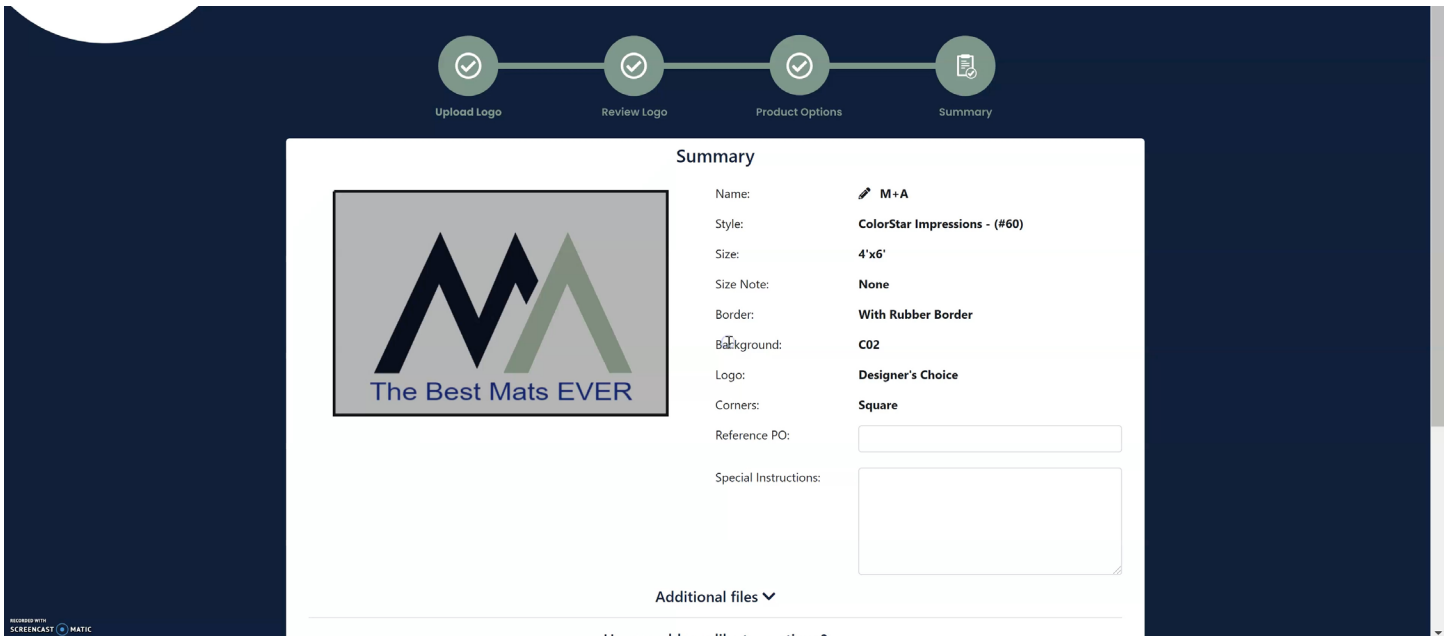 Upload Logo
Review Logo
Product Options
Summary
Summary
The Best Mats EVER
Name: M+A
Style: ColorStar Impressions - (#60)
Size: 4'x6'
Size Note: None
Border: With Rubber Border
Background: C02
Logo: Designer's Choice
Corners: Square
Reference PO:
Special Instructions:
Additional files
RECORDED WITH
SCREENCAST MATIC